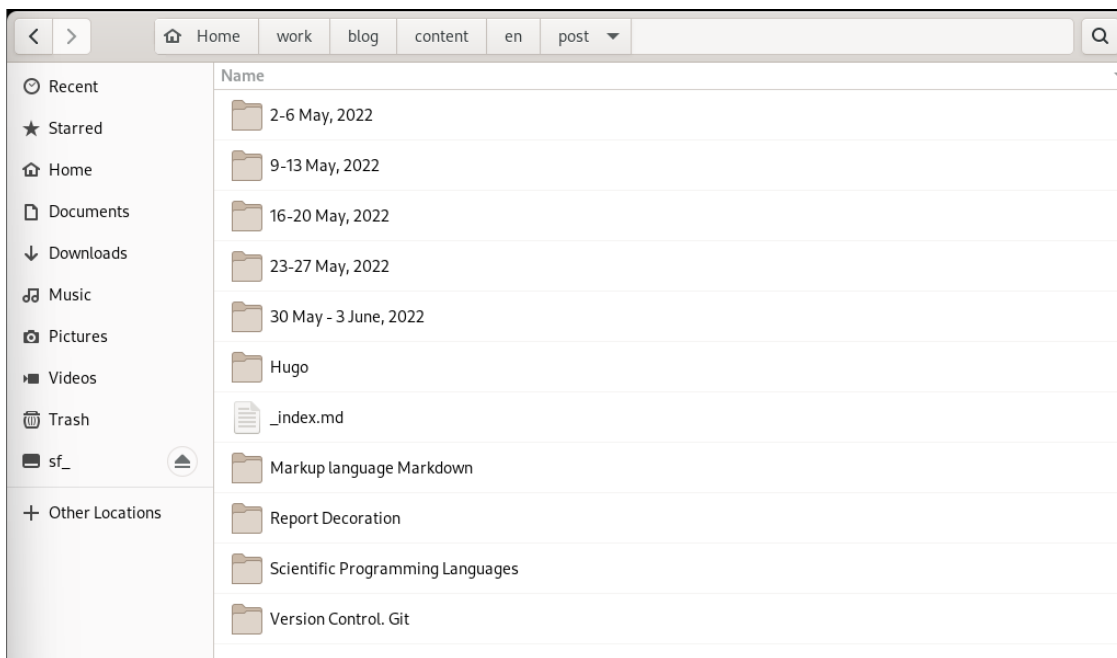 Home work blog content en post
Recent
Starred
Home
Documents
Downloads
Music
Pictures
Videos
Trash
sf_
Other Locations
Name
2-6 May, 2022
9-13 May, 2022
16-20 May, 2022
23-27 May, 2022
30 May - 3 June, 2022
Hugo
_index.md
Markup language Markdown
Report Decoration
Scientific Programming Languages
Version Control. Git